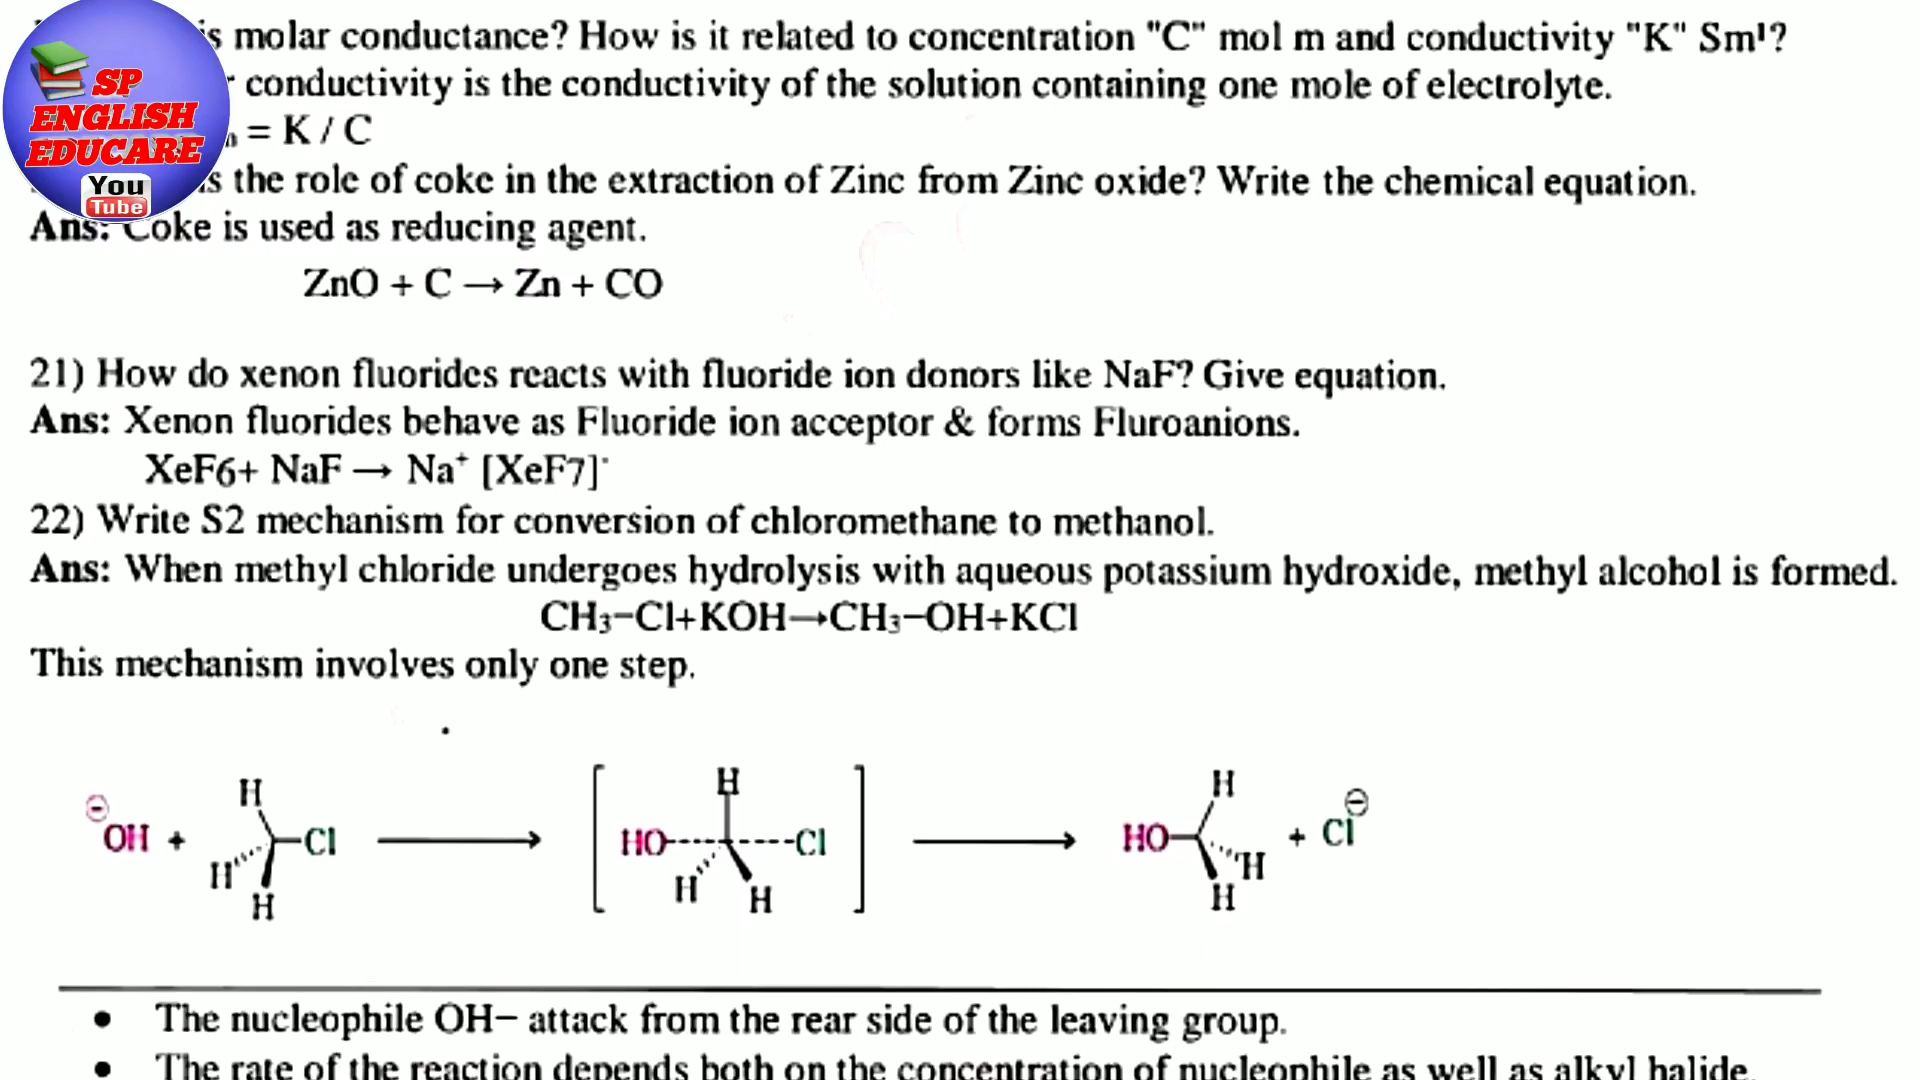 SP
ENGLISH
EDUCARE
You
Tube
is molar conductance? How is it related to concentration "C" mol m and conductivity "K" Sm¹?
conductivity is the conductivity of the solution containing one mole of electrolyte.
= K / C
is the role of coke in the extraction of Zinc from Zinc oxide? Write the chemical equation.
Ans: Coke is used as reducing agent.
ZnO + C → Zn + CO
21) How do xenon fluorides reacts with fluoride ion donors like NaF? Give equation.
Ans: Xenon fluorides behave as Fluoride ion acceptor & forms Fluroanions.
XeF6+ NaF → Na⁺ [XeF7]⁻
22) Write S2 mechanism for conversion of chloromethane to methanol.
Ans: When methyl chloride undergoes hydrolysis with aqueous potassium hydroxide, methyl alcohol is formed.
CH₃−Cl+KOH→CH₃−OH+KCl
This mechanism involves only one step.
H H H
⊖ ⊖
OH + Cl HO Cl HO + Cl
H H H
H H H
The nucleophile OH− attack from the rear side of the leaving group.
The rate of the reaction depends both on the concentration of nucleophile as well as alkyl halide.